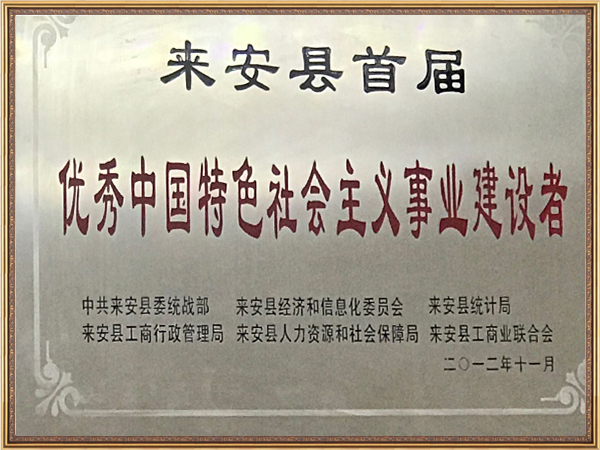 来安县首届
优秀中国特色社会主义事业建设者
中共来安县委统战部 来安县经济和信息化委员会 来安县统计局
来安县工商行政管理局 来安县人力资源和社会保障局 来安县工商业联合会
二〇一二年十一月